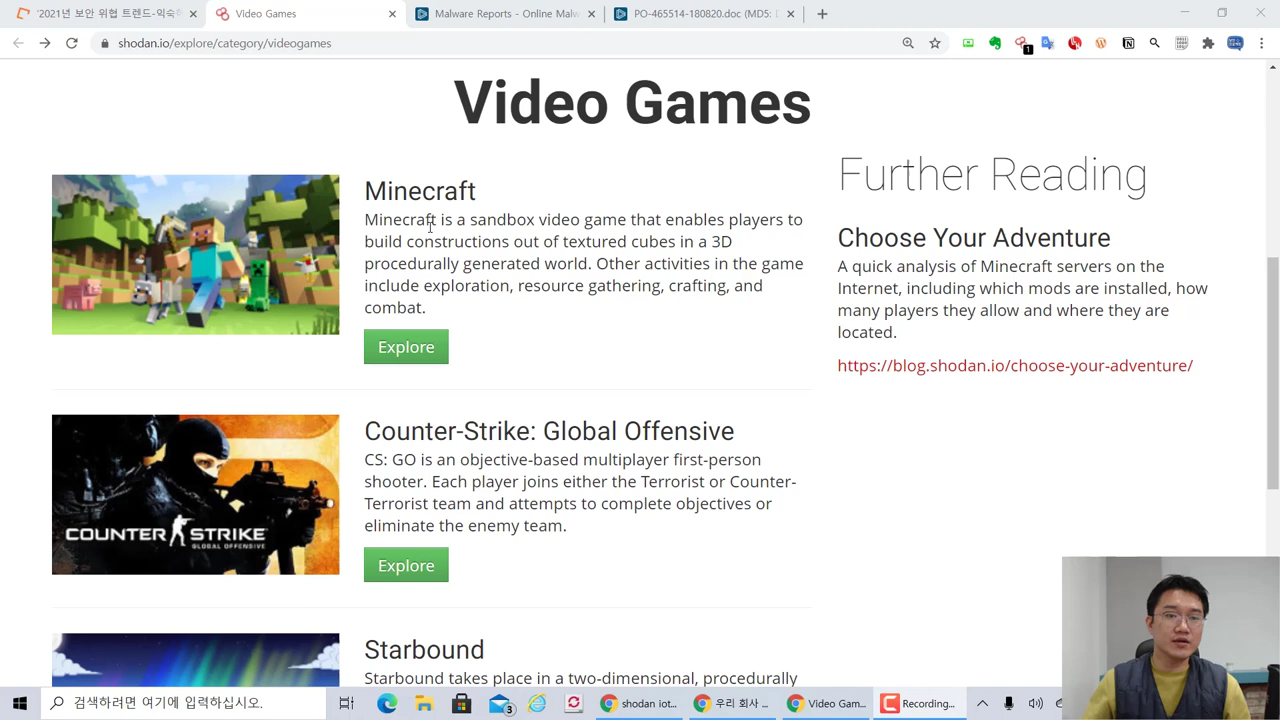 '2021년 보안 위협 트렌드-익숙하
Video Games
Malware Reports - Online Malw
PO-465514-180820.doc (MD5: D
shodan.io/explore/category/videogames
1
Video Games
Minecraft
Minecraft is a sandbox video game that enables players to
build constructions out of textured cubes in a 3D
procedurally generated world. Other activities in the game
include exploration, resource gathering, crafting, and
combat.
Explore
Further Reading
Choose Your Adventure
A quick analysis of Minecraft servers on the
Internet, including which mods are installed, how
many players they allow and where they are
located.
https://blog.shodan.io/choose-your-adventure/
COUNTER STRIKE
GLOBAL OFFENSIVE
Counter-Strike: Global Offensive
CS: GO is an objective-based multiplayer first-person
shooter. Each player joins either the Terrorist or Counter-
Terrorist team and attempts to complete objectives or
eliminate the enemy team.
Explore
Starbound
Starbound takes place in a two-dimensional, procedurally
검색하려면 여기에 입력하십시오.
3
shodan iot...
우리 회사 ...
Video Gam...
Recording...